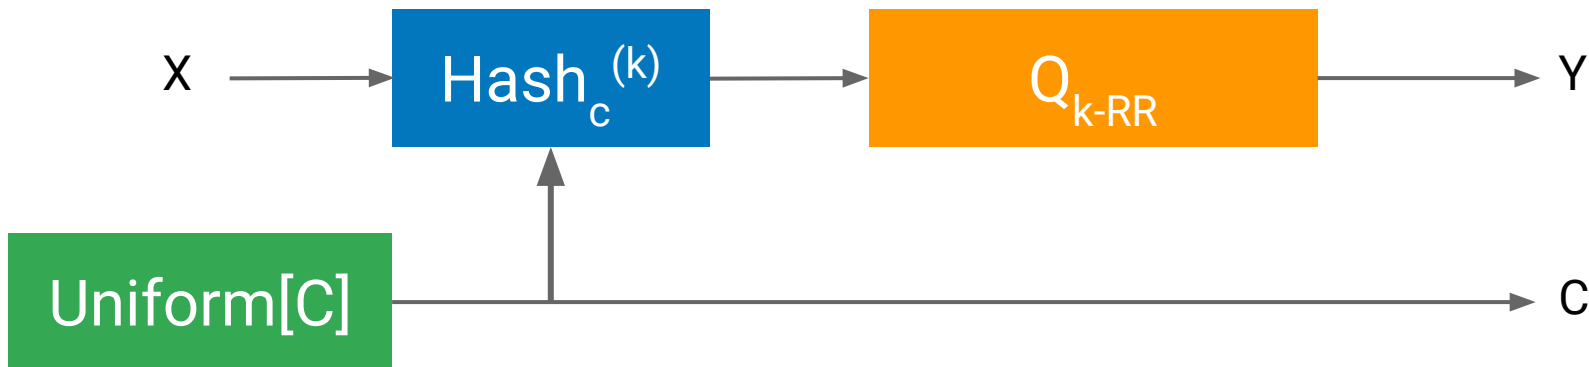 X
Hash_c^(k)
Q_k-RR
Y
Uniform[C]
C